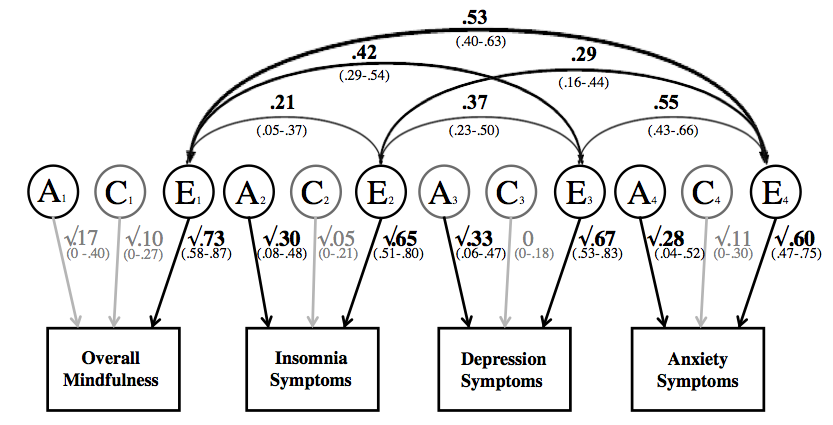 .53
(.40-.63)
.42
(.29-.54)
.29
(.16-.44)
.21
(.05-.37)
.37
(.23-.50)
.55
(.43-.66)
A1 C1 E1 A2 C2 E2 A3 C3 E3 A4 C4 E4
√.17 √.10 √.73 √.30 √.05 √.65 √.33 0 √.67 √.28 √.11 √.60
(0-.40) (0-.27) (.58-.87) (.08-.48) (0-.21) (.51-.80) (.06-.47) (0-.18) (.53-.83) (.04-.52) (0-.30) (.47-.75)
Overall
Mindfulness
Insomnia
Symptoms
Depression
Symptoms
Anxiety
Symptoms